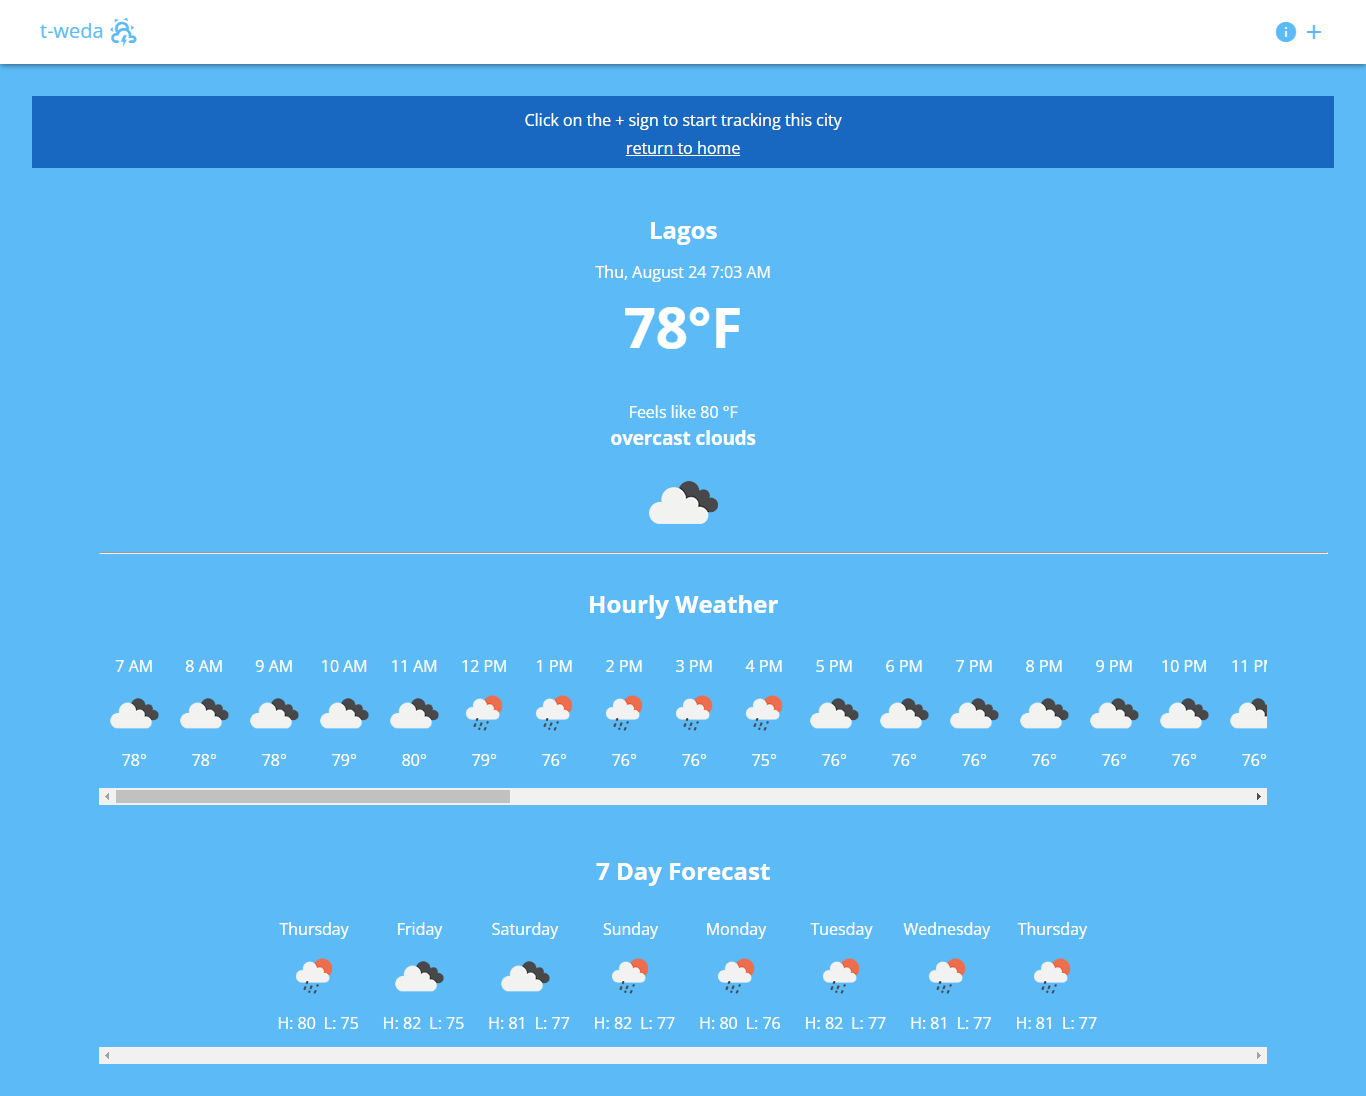 t-weda
Click on the + sign to start tracking this city
return to home
Lagos
Thu, August 24 7:03 AM
78°F
Feels like 80 °F
overcast clouds
Hourly Weather
7 AM 8 AM 9 AM 10 AM 11 AM 12 PM 1 PM 2 PM 3 PM 4 PM 5 PM 6 PM 7 PM 8 PM 9 PM 10 PM 11 PM
78° 78° 78° 79° 80° 79° 76° 76° 76° 75° 76° 76° 76° 76° 76° 76° 76°
7 Day Forecast
Thursday Friday Saturday Sunday Monday Tuesday Wednesday Thursday
H: 80 L: 75 H: 82 L: 75 H: 81 L: 77 H: 82 L: 77 H: 80 L: 76 H: 82 L: 77 H: 81 L: 77 H: 81 L: 77